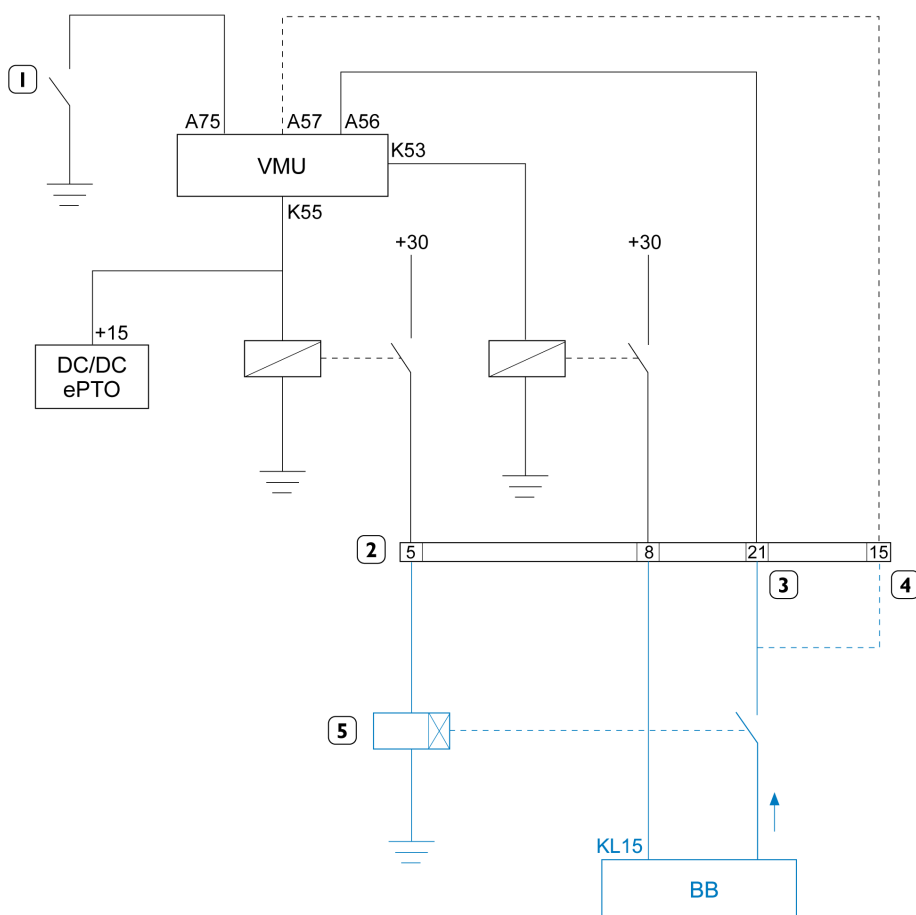 1
A75 A57 A56
VMU
K53
K55
+30 +30
+15
DC/DC
ePTO
2 5 8 21 15
3 4
5
KL15
BB